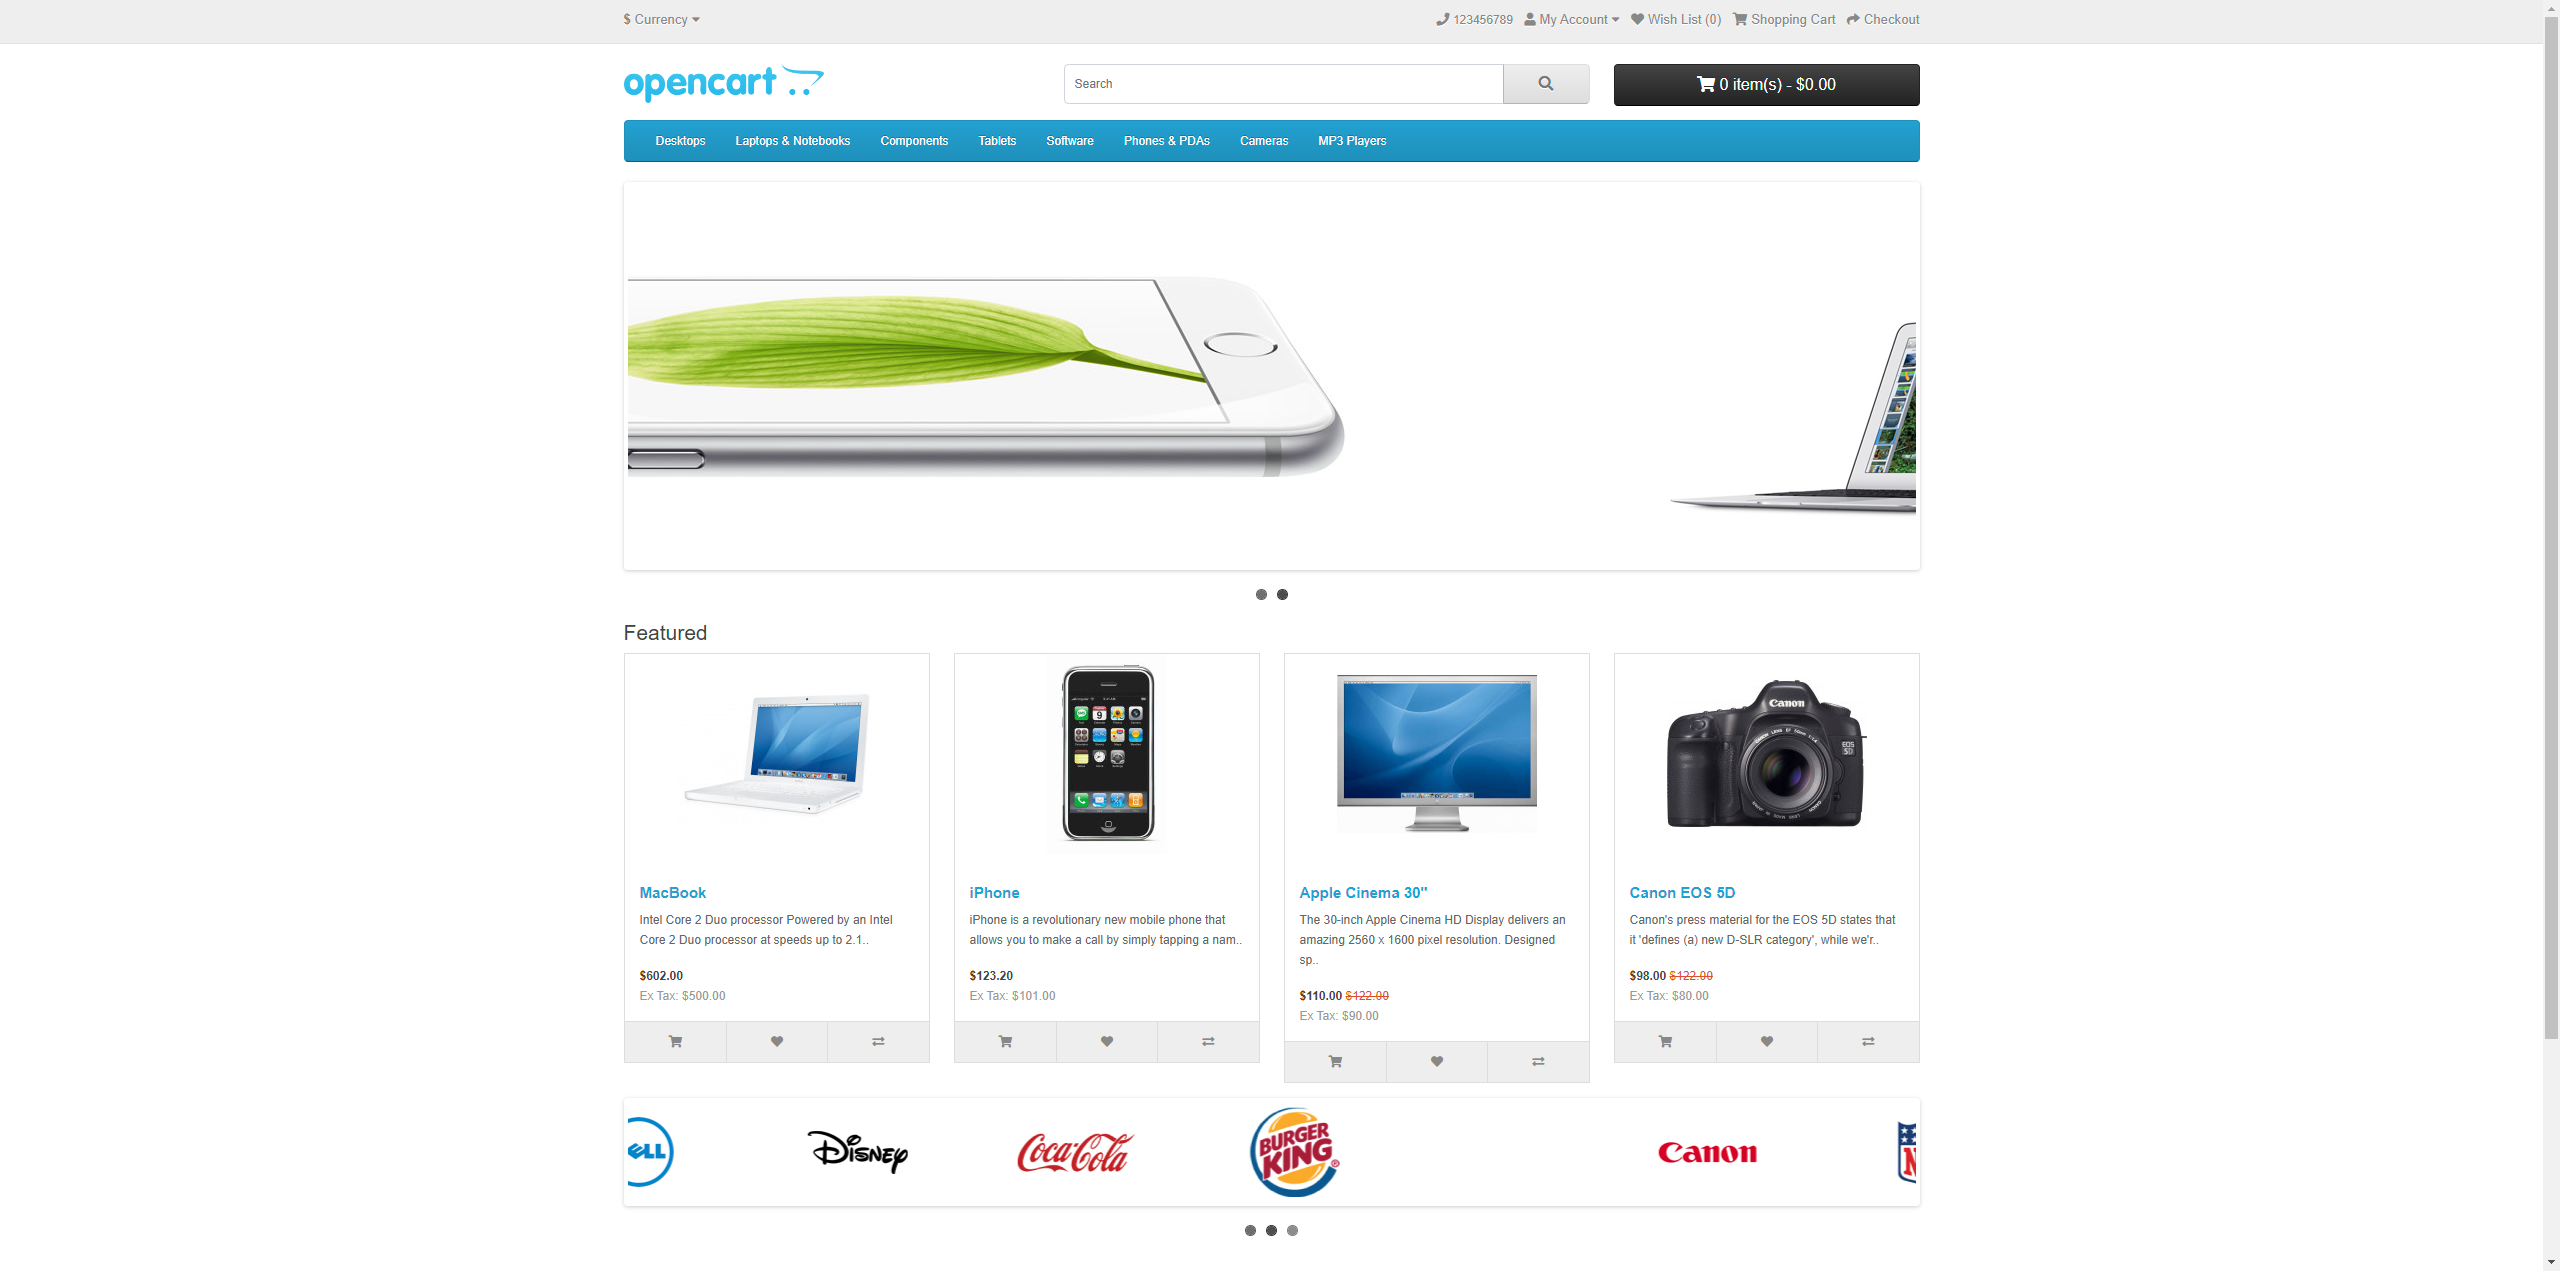 $ Currency
123456789 My Account Wish List (0) Shopping Cart Checkout
opencart
Search
0 item(s) - $0.00
Desktops Laptops & Notebooks Components Tablets Software Phones & PDAs Cameras MP3 Players
Featured
Canon
EOS 5D
MacBook
Intel Core 2 Duo processor Powered by an Intel
Core 2 Duo processor at speeds up to 2.1..
$602.00
Ex Tax: $500.00
iPhone
iPhone is a revolutionary new mobile phone that
allows you to make a call by simply tapping a nam..
$123.20
Ex Tax: $101.00
Apple Cinema 30"
The 30-inch Apple Cinema HD Display delivers an
amazing 2560 x 1600 pixel resolution. Designed
sp..
$110.00 $122.00
Ex Tax: $90.00
Canon EOS 5D
Canon's press material for the EOS 5D states that
it 'defines (a) new D-SLR category', while we'r..
$98.00 $122.00
Ex Tax: $80.00
ELL
Disney
Coca-Cola
BURGER
KING
Canon
N